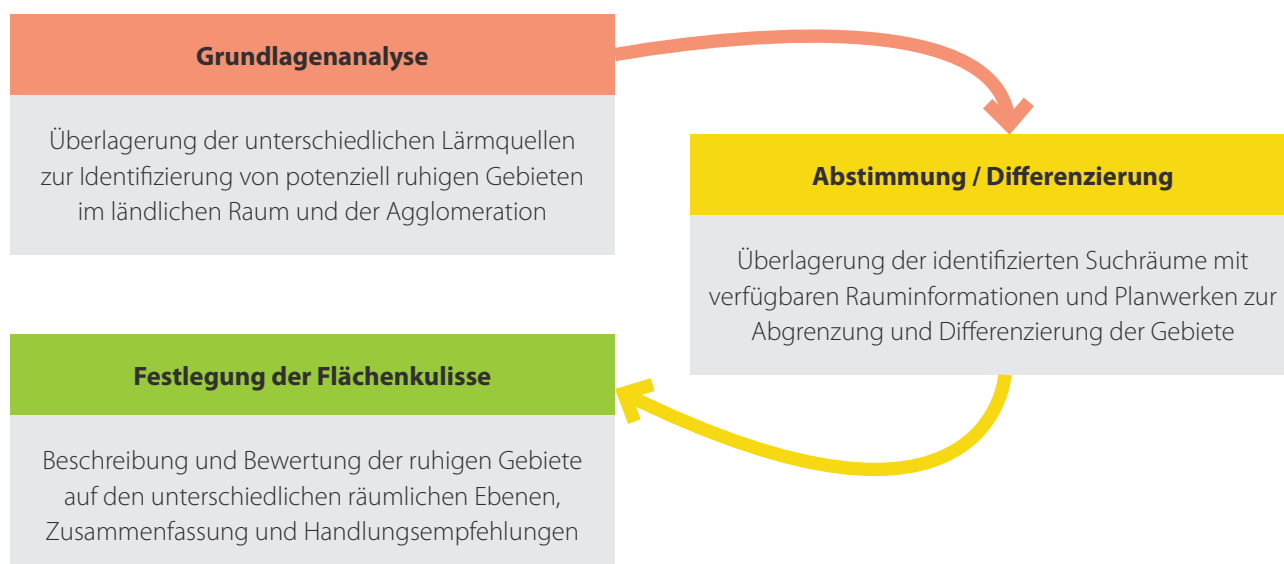 Grundlagenanalyse
Überlagerung der unterschiedlichen Lärmquellen
zur Identifizierung von potenziell ruhigen Gebieten
im ländlichen Raum und der Agglomeration
Abstimmung / Differenzierung
Überlagerung der identifizierten Suchräume mit
verfügbaren Rauminformationen und Planwerken zur
Abgrenzung und Differenzierung der Gebiete
Festlegung der Flächenkulisse
Beschreibung und Bewertung der ruhigen Gebiete
auf den unterschiedlichen räumlichen Ebenen,
Zusammenfassung und Handlungsempfehlungen